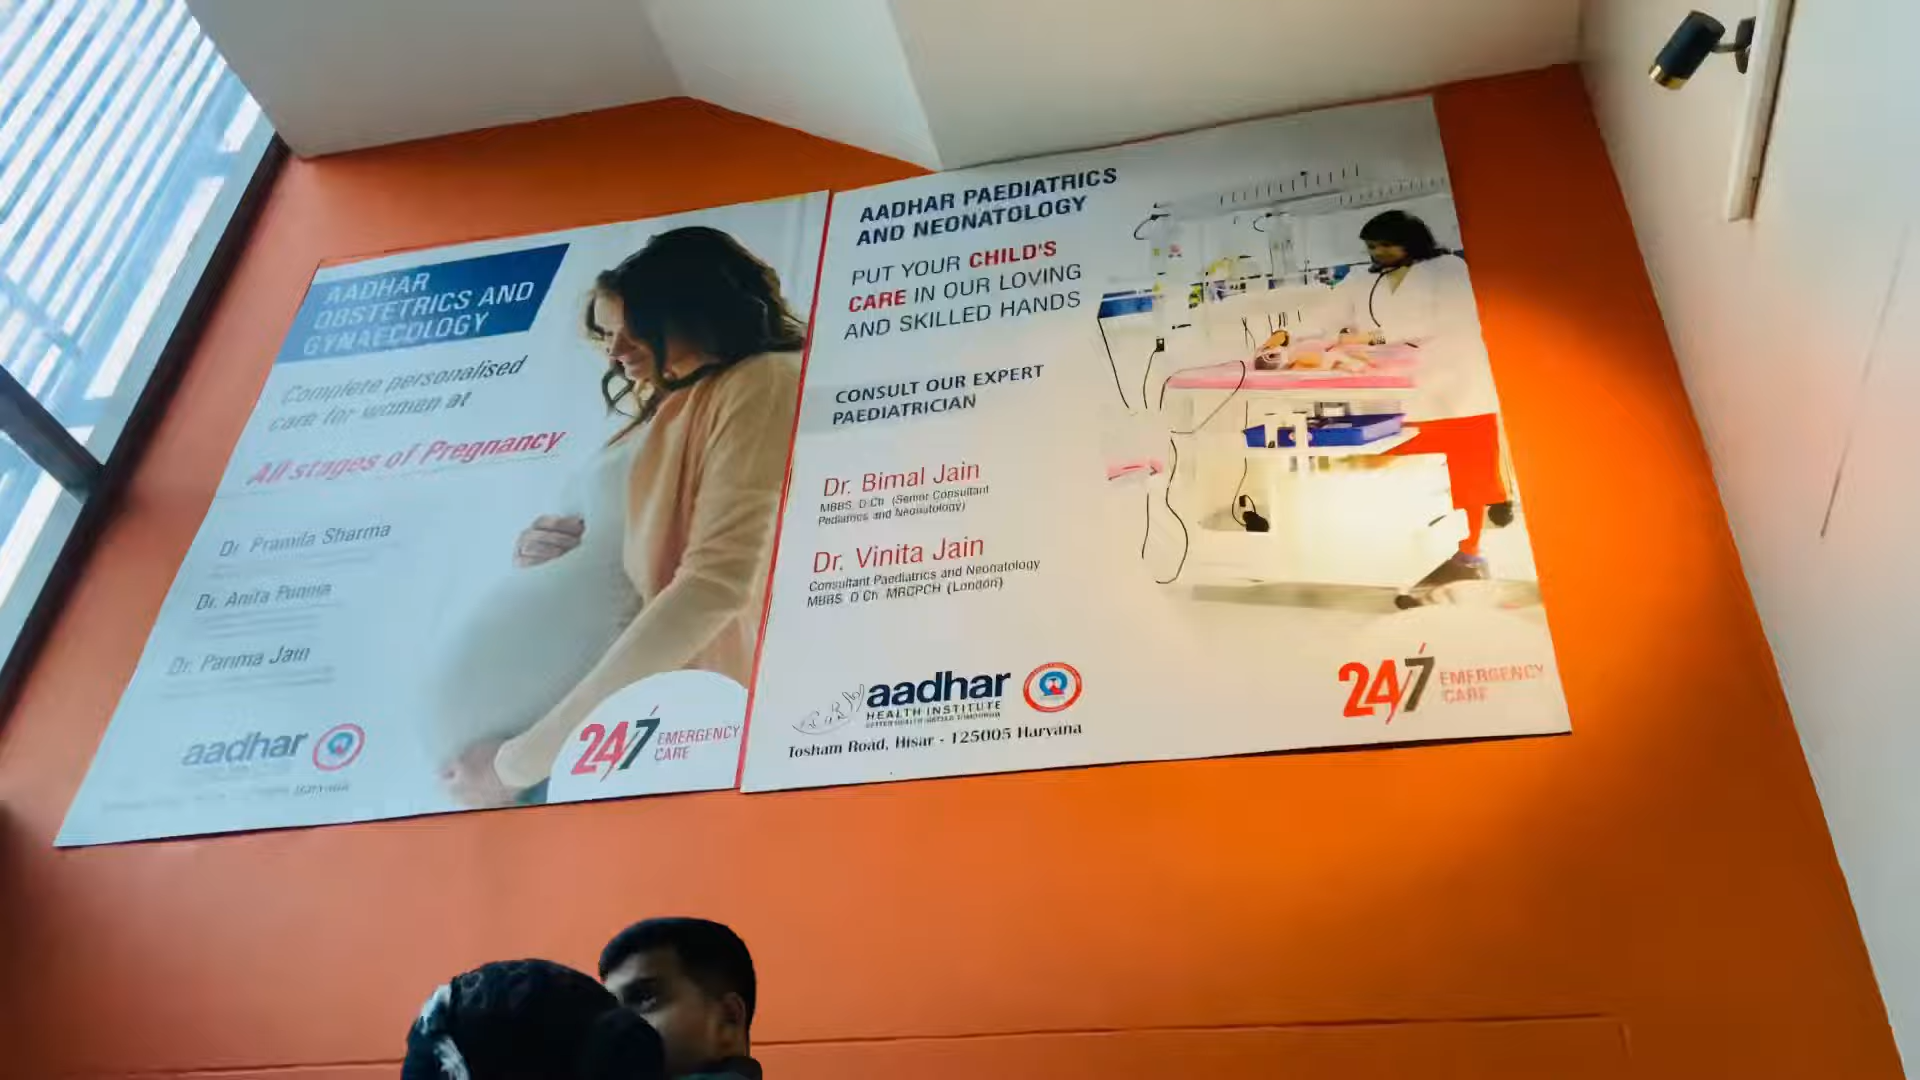 AADHAR
OBSTETRICS AND
GYNAECOLOGY
Complete personalised
care for women at
All stages of Pregnancy
Dr. Pramila Sharma
Dr. Anita
Dr. Jain
aadhar
24/7 EMERGENCY
CARE
AADHAR PAEDIATRICS
AND NEONATOLOGY
PUT YOUR CHILD'S
CARE IN OUR LOVING
AND SKILLED HANDS
CONSULT OUR EXPERT
PAEDIATRICIAN
Dr. Bimal Jain
MBBS D.Ch (Senior Consultant
Pediatrics and Neonatology)
Dr. Vinita Jain
Consultant Paediatrics and Neonatology
MBBS D.Ch MRCPCH (London)
aadhar
HEALTH INSTITUTE
Tosham Road, Hisar - 125005 Haryana
24/7 EMERGENCY
CARE